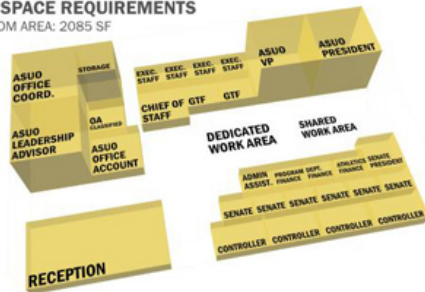 SPACE REQUIREMENTS
OM AREA: 2085 SF
ASUO
OFFICE
COORD.
STORAGE
ASUO
LEADERSHIP
ADVISOR
OA
CLASSIFIED
ASUO
OFFICE
ACCOUNT
EXEC.
STAFF
EXEC.
STAFF
EXEC.
STAFF
EXEC.
STAFF
CHIEF OF
STAFF
GTF
GTF
ASUO
VP
ASUO
PRESIDENT
DEDICATED
WORK AREA
SHARED
WORK AREA
ADMIN
ASSIST.
PROGRAM
FINANCE
DEPT.
FINANCE
ATHLETICS
FINANCE
SENATE
PRESIDENT
SENATE SENATE SENATE SENATE SENATE
CONTROLLER CONTROLLER CONTROLLER CONTROLLER
RECEPTION